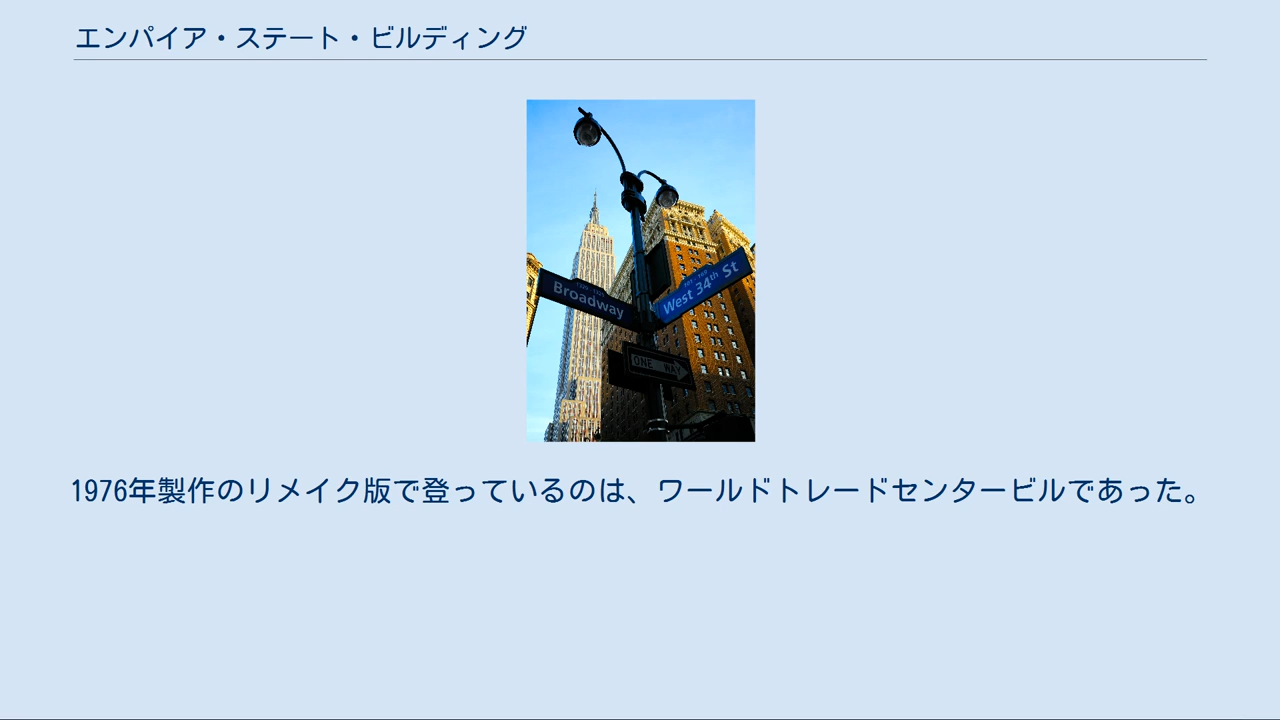 エンパイア・ステート・ビルディング
Broadway
West 34th St
ONE WAY
1976年製作のリメイク版で登っているのは、ワールドトレードセンタービルであった。